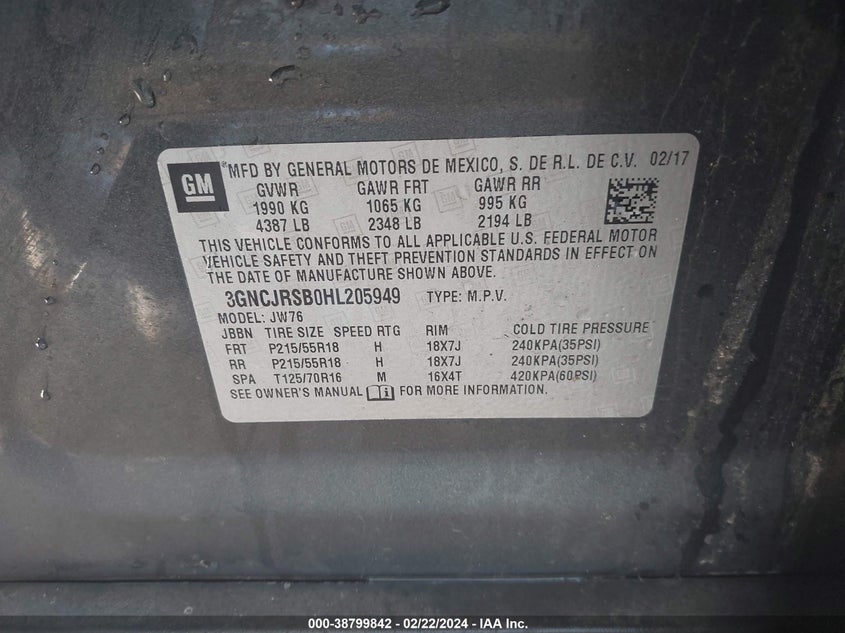 GM ® MFD BY GENERAL MOTORS DE MEXICO, S. DE R.L. DE C.V. 02/17
GVWR GAWR FRT GAWR RR
1990 KG 1065 KG 995 KG
4387 LB 2348 LB 2194 LB
THIS VEHICLE CONFORMS TO ALL APPLICABLE U.S. FEDERAL MOTOR
VEHICLE SAFETY AND THEFT PREVENTION STANDARDS IN EFFECT ON
THE DATE OF MANUFACTURE SHOWN ABOVE.
3GNCJRSB0HL205949 TYPE: M.P.V.
MODEL: JW76
JBBN TIRE SIZE SPEED RTG RIM COLD TIRE PRESSURE
FRT P215/55R18 H 18X7J 240KPA(35PSI)
RR P215/55R18 H 18X7J 240KPA(35PSI)
SPA T125/70R16 M 16X4T 420KPA(60PSI)
SEE OWNER'S MANUAL FOR MORE INFORMATION.
000-38799842 - 02/22/2024 - IAA Inc.